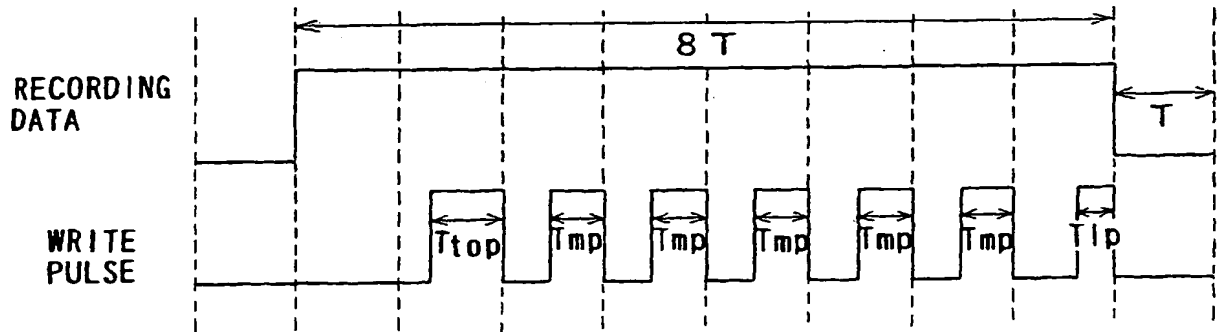 8T
RECORDING
DATA
T
Ttop Tmp Tmp Tmp Tmp Tmp Tlp
WRITE
PULSE